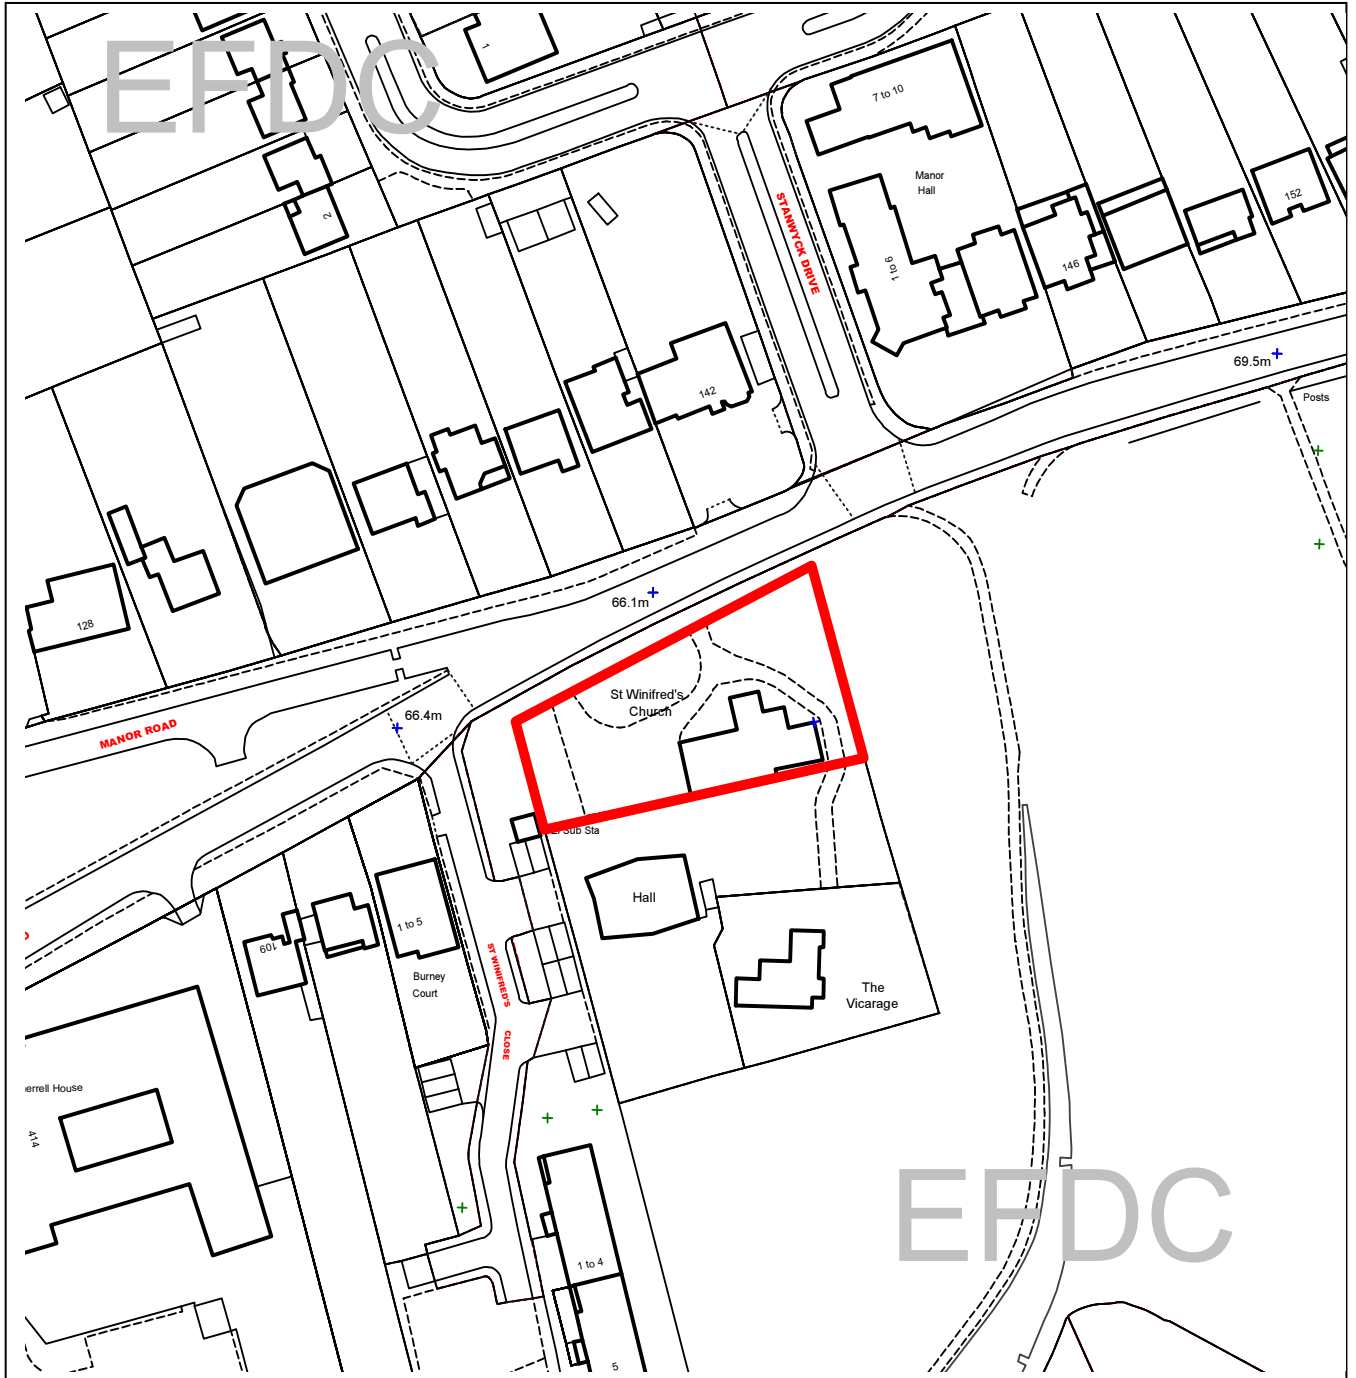 EFDC
1
7 to 10
Manor
Hall
STANWYCK DRIVE
152
2
1 to 6
146
69.5m
Posts
142
66.1m
128
St Winifred's
Church
66.4m
MANOR ROAD
Sub Sta
Hall
1 to 5
109
Burney
Court
ST WINIFRED'S
CLOSE
The
Vicarage
House
414
EFDC
1 to 4
5